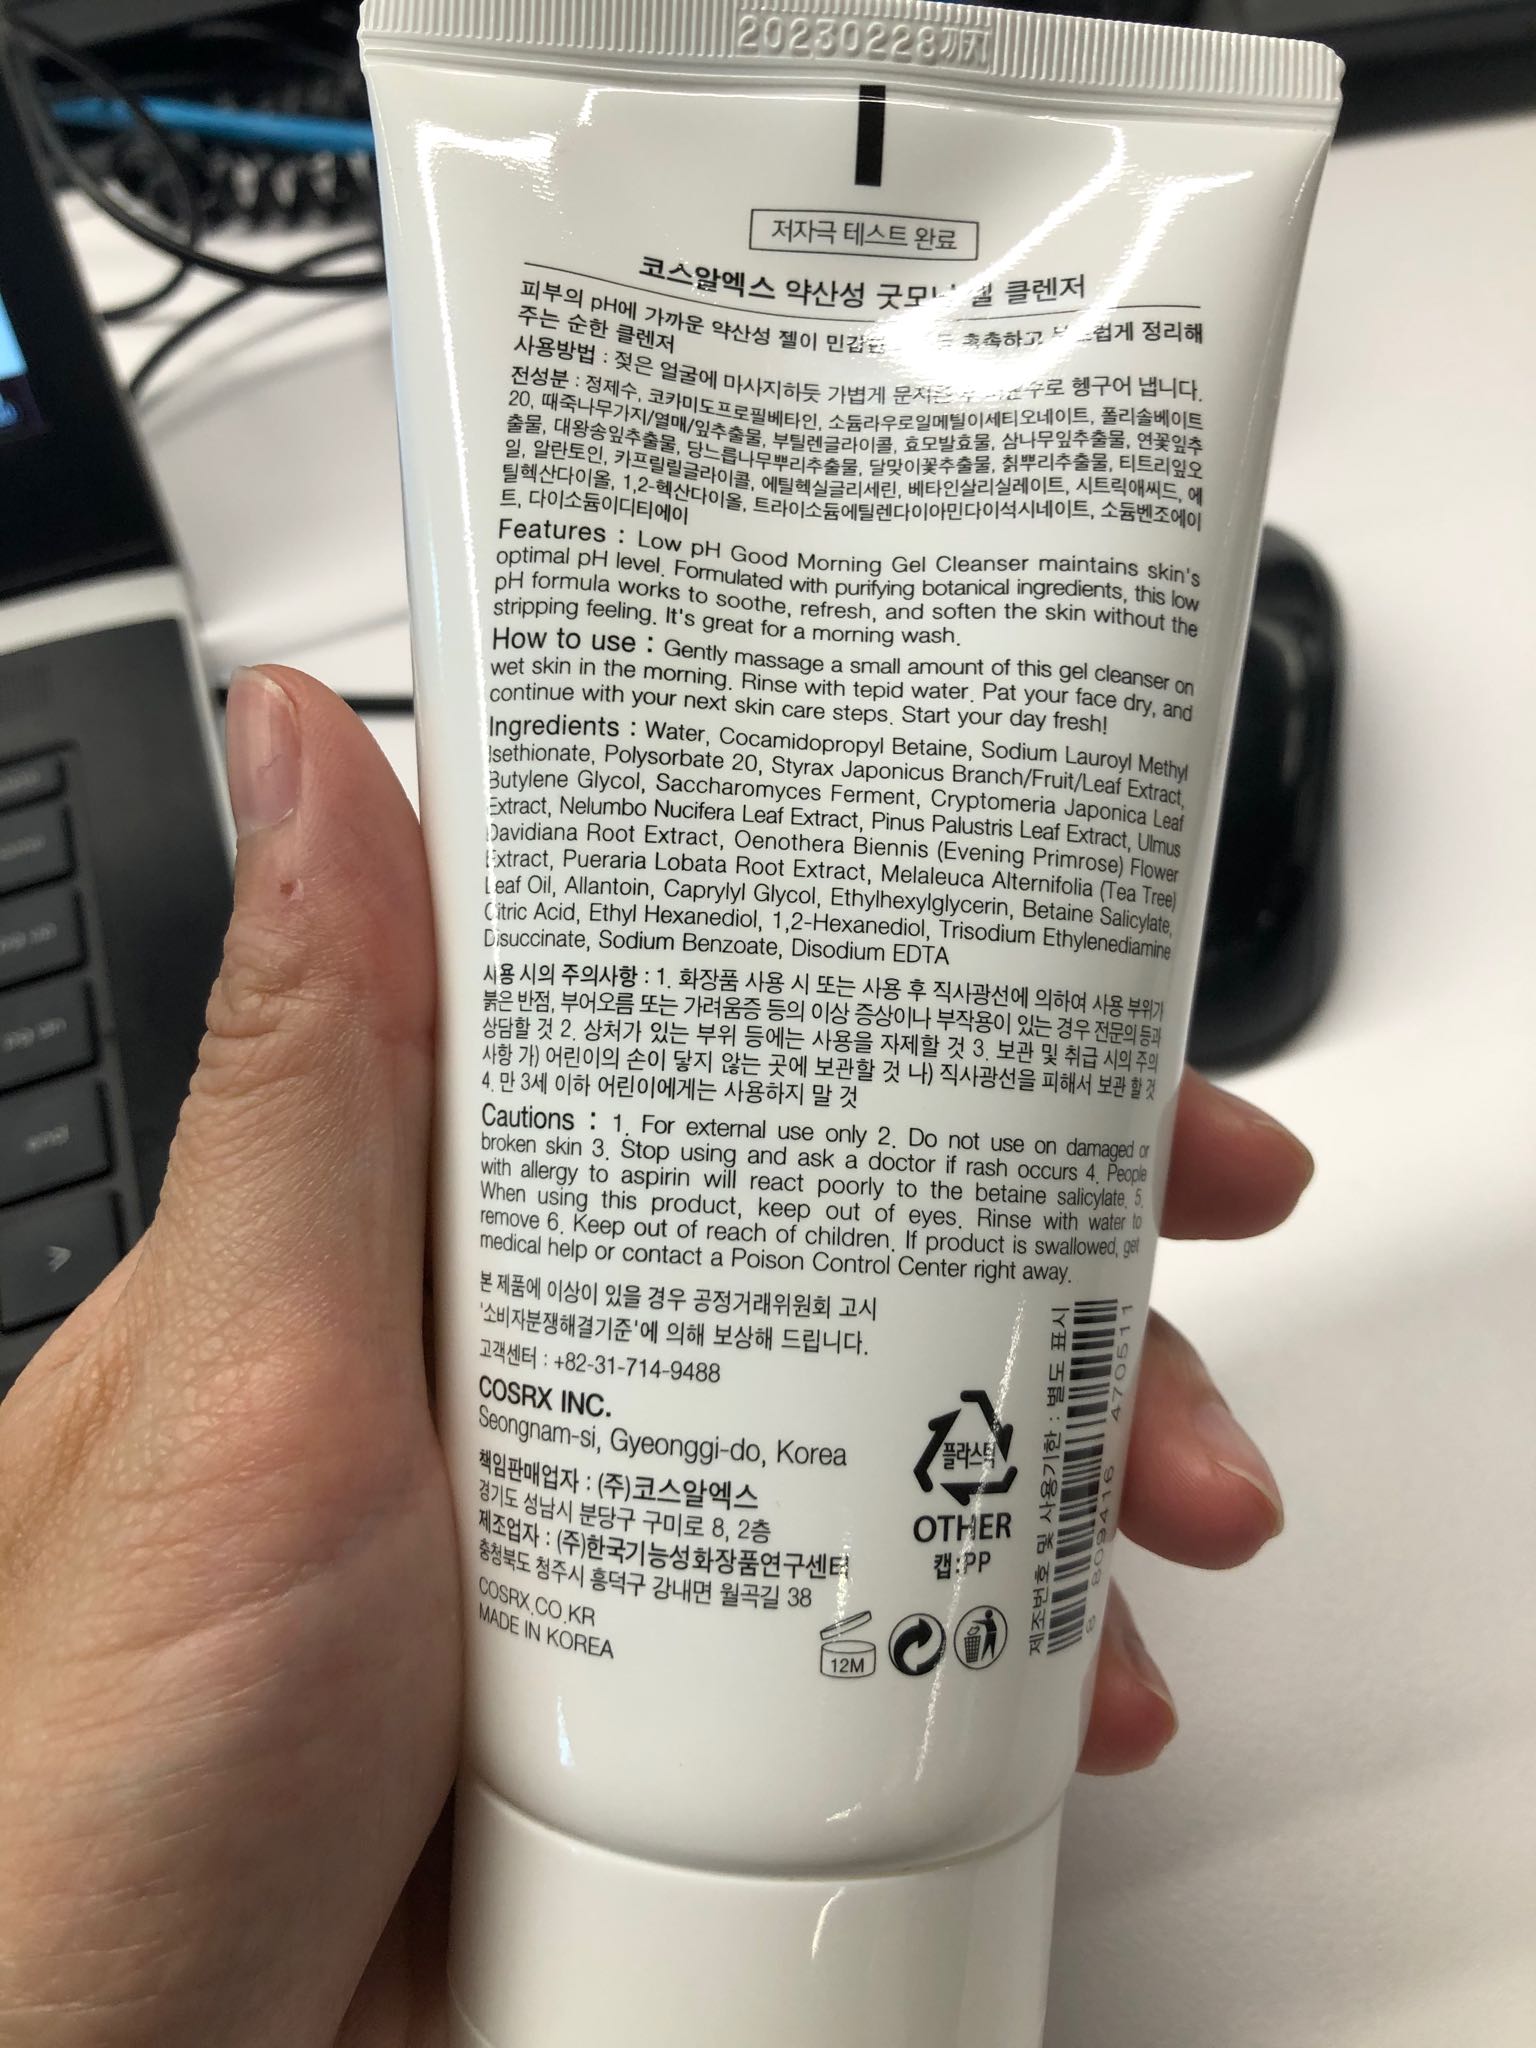 20230228까지
저자극 테스트 완료
코스알엑스 약산성 굿모닝 젤 클렌저
피부의 pH에 가까운 약산성 젤이 민감한 촉촉하고 부드럽게 정리해
주는 순한 클렌저
사용방법 : 젖은 얼굴에 마사지하듯 가볍게 문지른 후 미온수로 헹구어 냅니다.
전성분 : 정제수, 코카미도프로필베타인, 소듐라우로일메틸이세티오네이트, 폴리솔베이트
20, 때죽나무가지/열매/잎추출물, 부틸렌글라이콜, 효모발효물, 삼나무잎추출물, 연꽃잎추
출물, 대왕송잎추출물, 당느릅나무뿌리추출물, 달맞이꽃추출물, 칡뿌리추출물, 티트리잎오
일, 알란토인, 카프릴릴글라이콜, 에틸헥실글리세린, 베타인살리실레이트, 시트릭애씨드, 에
틸헥산다이올, 1,2-헥산다이올, 트라이소듐에틸렌다이아민다이석시네이트, 소듐벤조에이
트, 다이소듐이디티에이
Features : Low pH Good Morning Gel Cleanser maintains skin's
optimal pH level. Formulated with purifying botanical ingredients, this low
pH formula works to soothe, refresh, and soften the skin without the
stripping feeling. It's great for a morning wash.
How to use : Gently massage a small amount of this gel cleanser on
wet skin in the morning. Rinse with tepid water. Pat your face dry, and
continue with your next skin care steps. Start your day fresh!
Ingredients : Water, Cocamidopropyl Betaine, Sodium Lauroyl Methyl
Isethionate, Polysorbate 20, Styrax Japonicus Branch/Fruit/Leaf Extract,
Butylene Glycol, Saccharomyces Ferment, Cryptomeria Japonica Leaf
Extract, Nelumbo Nucifera Leaf Extract, Pinus Palustris Leaf Extract, Ulmus
Davidiana Root Extract, Oenothera Biennis (Evening Primrose) Flower
Extract, Pueraria Lobata Root Extract, Melaleuca Alternifolia (Tea Tree)
Leaf Oil, Allantoin, Caprylyl Glycol, Ethylhexylglycerin, Betaine Salicylate,
Citric Acid, Ethyl Hexanediol, 1,2-Hexanediol, Trisodium Ethylenediamine
Disuccinate, Sodium Benzoate, Disodium EDTA
사용 시의 주의사항 : 1. 화장품 사용 시 또는 사용 후 직사광선에 의하여 사용 부위가
붉은 반점, 부어오름 또는 가려움증 등의 이상 증상이나 부작용이 있는 경우 전문의 등과
상담할 것 2. 상처가 있는 부위 등에는 사용을 자제할 것 3. 보관 및 취급 시의 주의
사항 가) 어린이의 손이 닿지 않는 곳에 보관할 것 나) 직사광선을 피해서 보관 할 것
4. 만 3세 이하 어린이에게는 사용하지 말 것
Cautions : 1. For external use only 2. Do not use on damaged or
broken skin 3. Stop using and ask a doctor if rash occurs 4. People
with allergy to aspirin will react poorly to the betaine salicylate. 5.
When using this product, keep out of eyes. Rinse with water to
remove 6. Keep out of reach of children. If product is swallowed, get
medical help or contact a Poison Control Center right away.
본 제품에 이상이 있을 경우 공정거래위원회 고시
'소비자분쟁해결기준'에 의해 보상해 드립니다.
고객센터 : +82-31-714-9488
COSRX INC.
Seongnam-si, Gyeonggi-do, Korea
책임판매업자 : (주)코스알엑스
경기도 성남시 분당구 구미로 8, 2층
제조업자 : (주)한국기능성화장품연구센터
충청북도 청주시 흥덕구 강내면 월곡길 38
COSRX.CO.KR
MADE IN KOREA
플라스틱
OTHER
캡:PP
12M
제조번호 및 사용기한 : 별도 표시
8 809416 470511
end